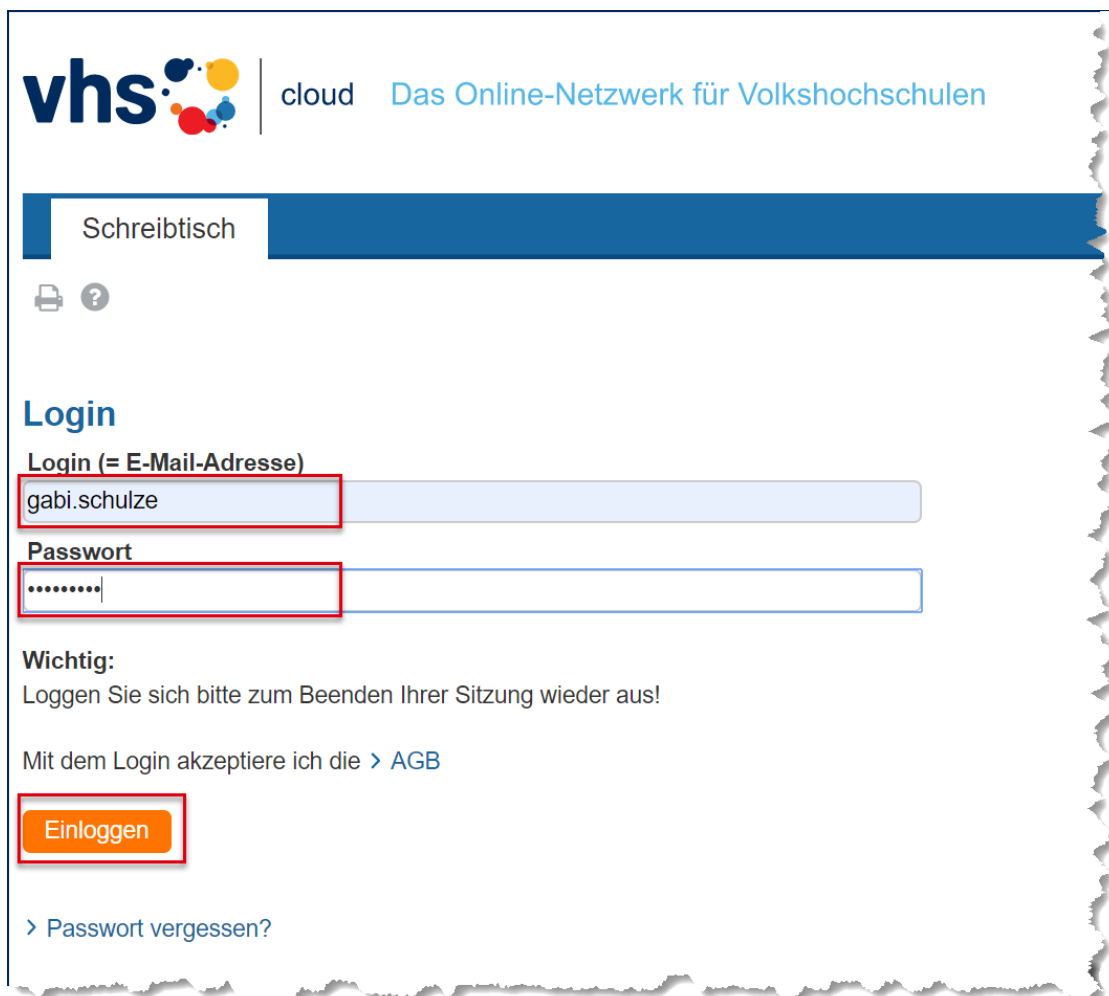 vhs cloud Das Online-Netzwerk für Volkshochschulen
Schreibtisch
?
Login
Login (= E-Mail-Adresse)
gabi.schulze
Passwort
•••••••••
Wichtig:
Loggen Sie sich bitte zum Beenden Ihrer Sitzung wieder aus!
Mit dem Login akzeptiere ich die > AGB
Einloggen
> Passwort vergessen?